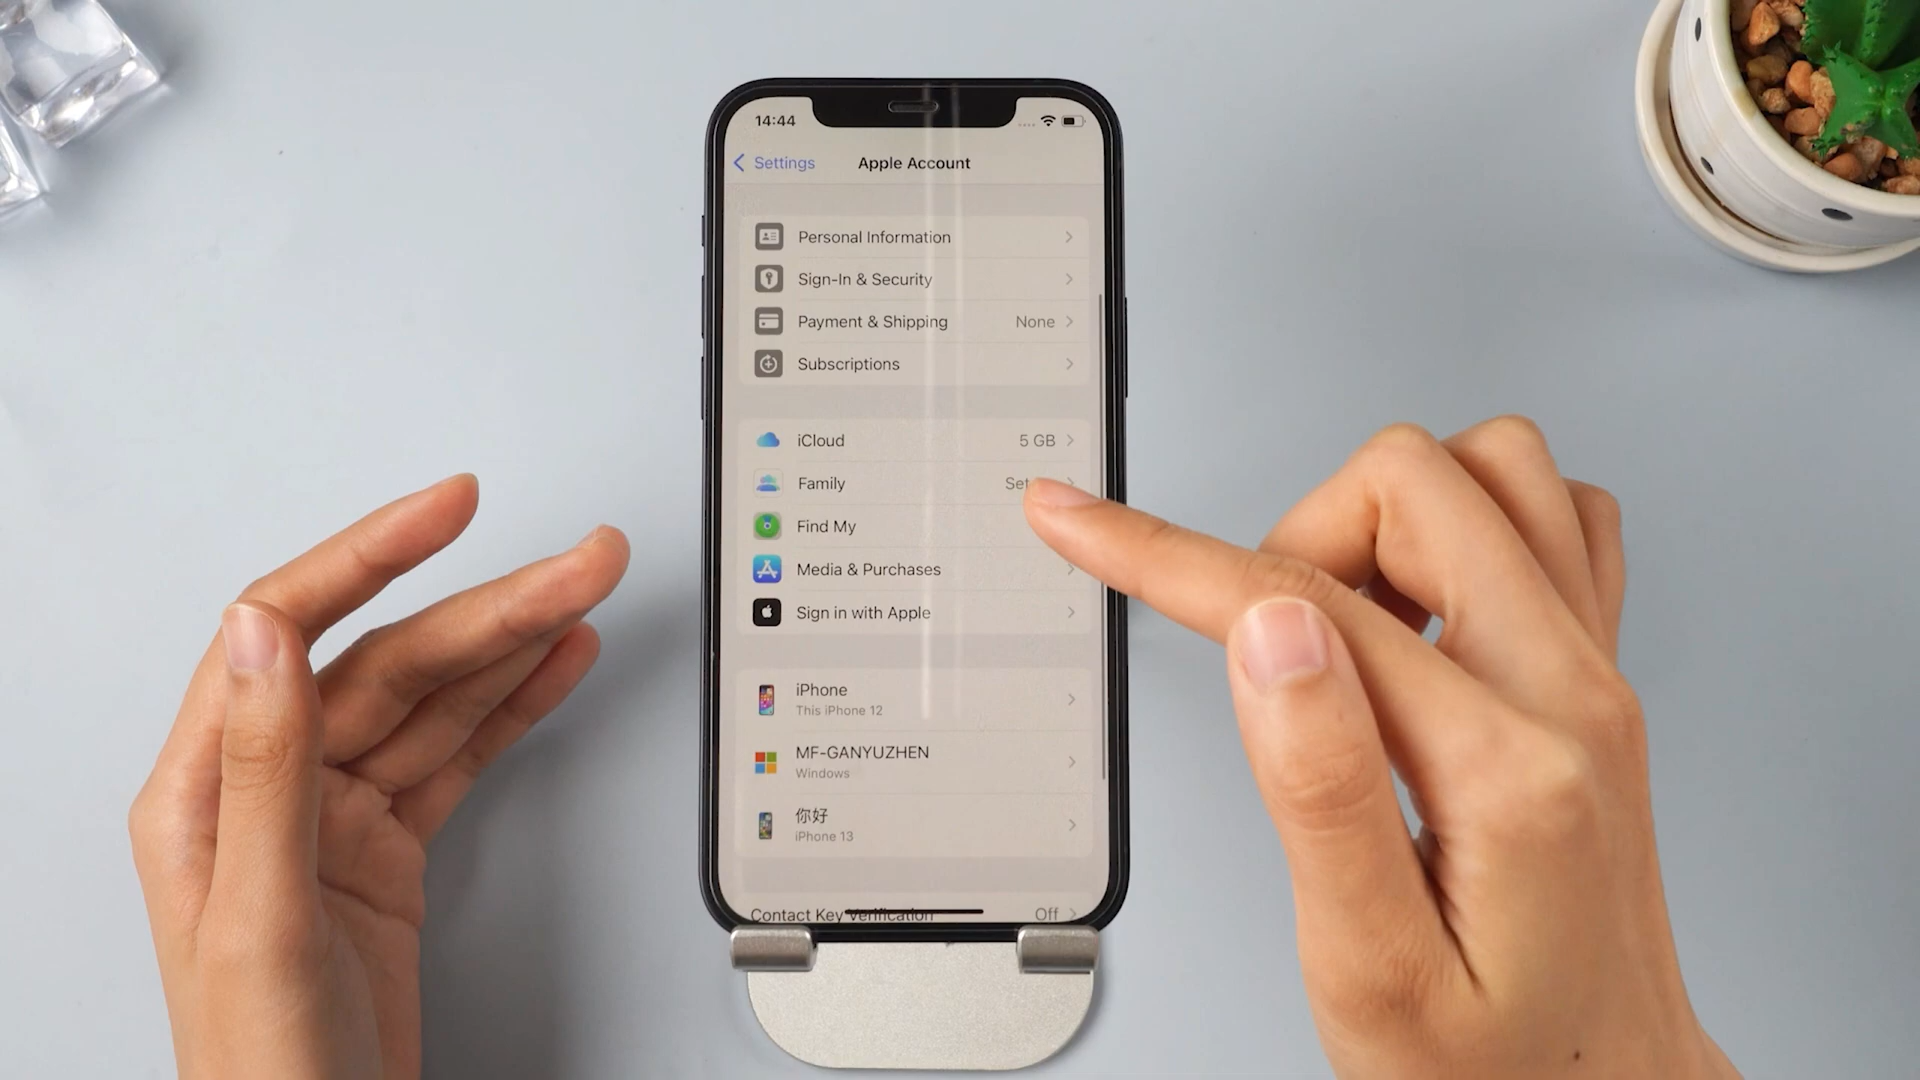 14:44
Settings
Apple Account
Personal Information
Sign-In & Security
Payment & Shipping None
Subscriptions
iCloud 5 GB
Family Set
Find My
Media & Purchases
Sign in with Apple
iPhone
This iPhone 12
MF-GANYUZHEN
Windows
你好
iPhone 13
Contact Key Verification Off